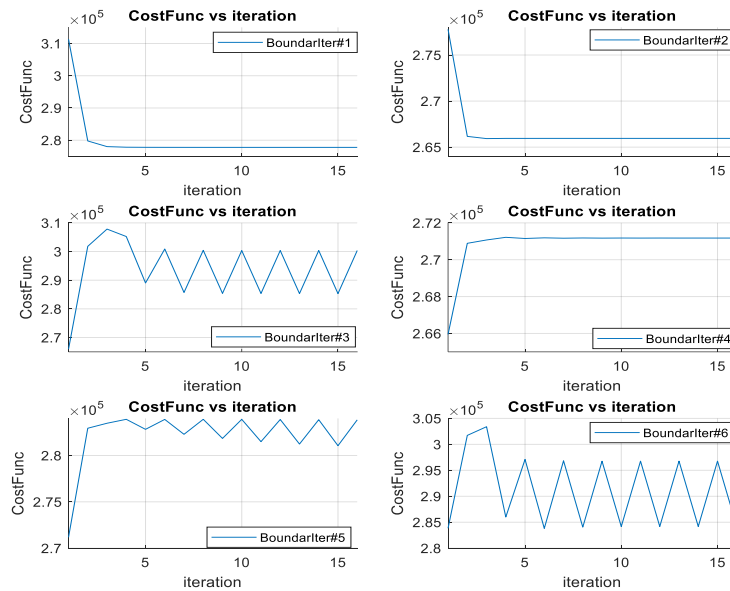 CostFunc vs iteration
×10^5
3.1
3
2.9
2.8
CostFunc
5
10
15
iteration
BoundarIter#1
CostFunc vs iteration
×10^5
2.75
2.7
2.65
CostFunc
5
10
15
iteration
BoundarIter#2
CostFunc vs iteration
×10^5
3.1
3
2.9
2.8
2.7
CostFunc
5
10
15
iteration
BoundarIter#3
CostFunc vs iteration
×10^5
2.72
2.7
2.68
2.66
CostFunc
5
10
15
iteration
BoundarIter#4
CostFunc vs iteration
×10^5
2.8
2.75
2.7
CostFunc
5
10
15
iteration
BoundarIter#5
CostFunc vs iteration
×10^5
3.05
3
2.95
2.9
2.85
2.8
CostFunc
5
10
15
iteration
BoundarIter#6